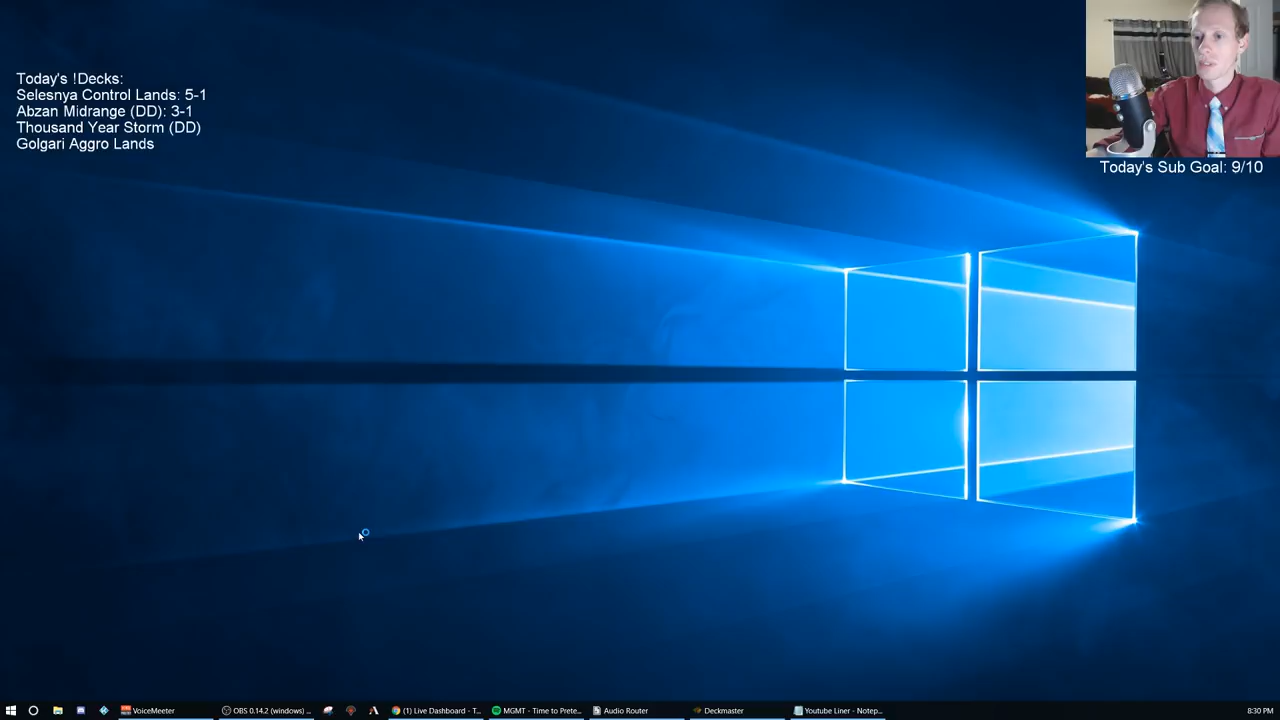 Today's !Decks:
Selesnya Control Lands: 5-1
Abzan Midrange (DD): 3-1
Thousand Year Storm (DD)
Golgari Aggro Lands
Today's Sub Goal: 9/10
VoiceMeeter
OBS 0.14.2 (windows) ...
(1) Live Dashboard - T...
MGMT - Time to Prete...
Audio Router
Deckmaster
Youtube Liner - Notep...
8:30 PM